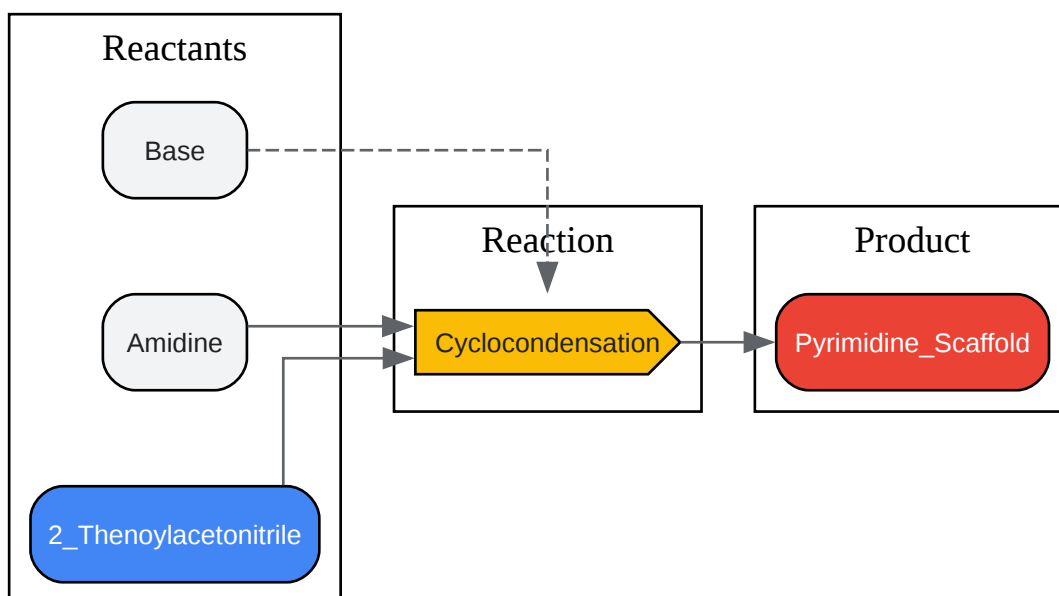 Reactants
Base
Amidine
2_Thenoylacetonitrile
Reaction
Cyclocondensation
Product
Pyrimidine_Scaffold